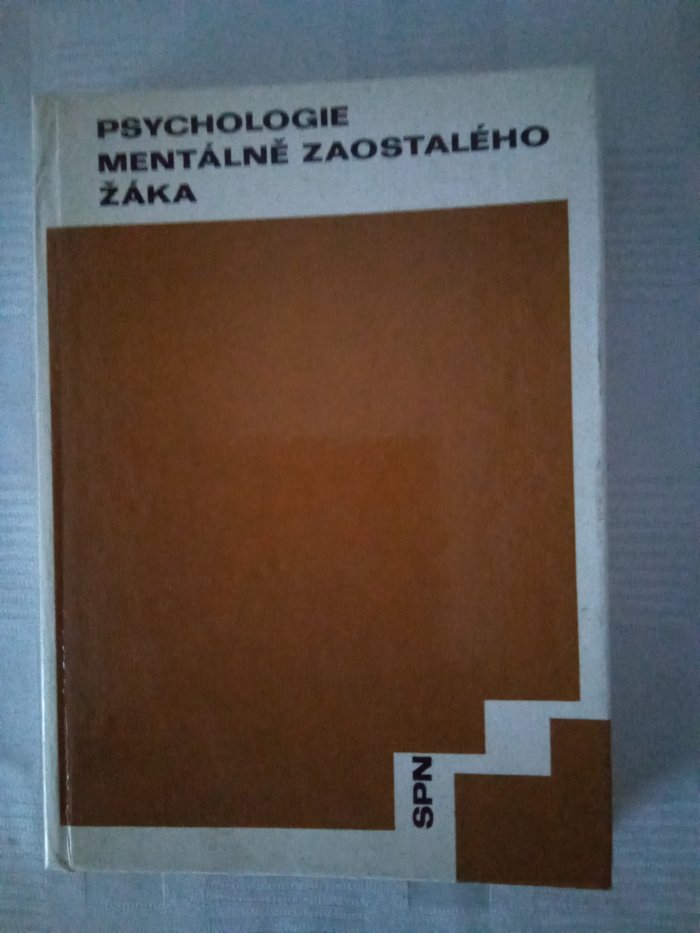 PSYCHOLOGIE
MENTÁLNĚ ZAOSTALÉHO
ŽÁKA
SPN